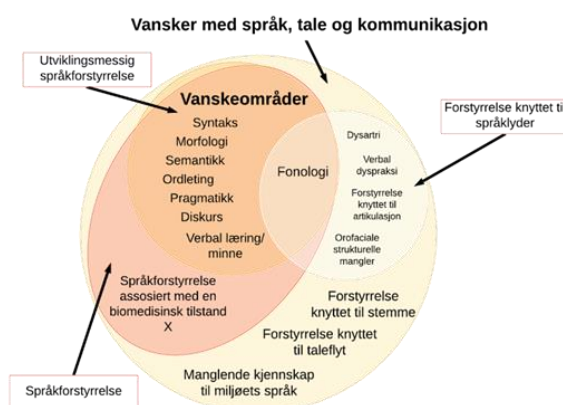 Vansker med språk, tale og kommunikasjon
Utviklingsmessig
språkforstyrrelse
Vanskeområder
Syntaks
Morfologi
Semantikk
Ordleting
Pragmatikk
Diskurs
Verbal læring/
minne
Fonologi
Dysartri
Verbal
dyspraksi
Forstyrrelse
knyttet til
artikulasjon
Orofaciale
strukturelle
mangler
Forstyrrelse knyttet ti
språklyder
Språkforstyrrelse
assosiert med en
biomedisinsk tilstand
X
Forstyrrelse
knyttet til stemme
Forstyrrelse knyttet
til taleflyt
Manglende kjennskap
til miljøets språk
Språkforstyrrelse